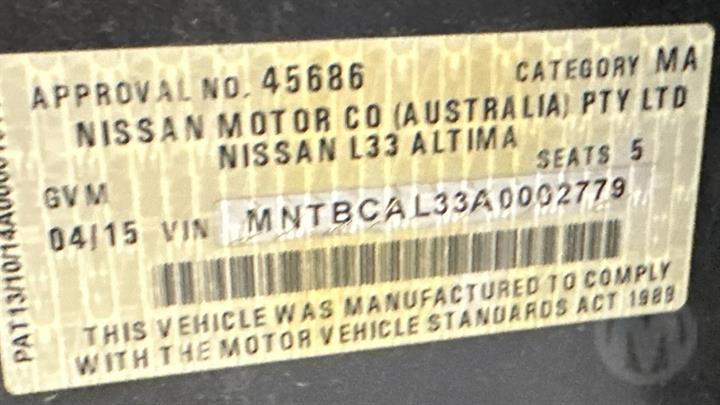 APPROVAL NO. 45686 CATEGORY MA
NISSAN MOTOR CO (AUSTRALIA) PTY LTD
NISSAN L33 ALTIMA
GVM SEATS 5
04/15 VIN MNTBCAL33A0002779
THIS VEHICLE WAS MANUFACTURED TO COMPLY
WITH THE MOTOR VEHICLE STANDARDS ACT 1989